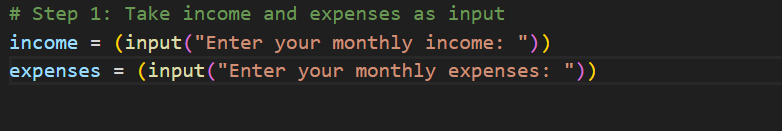 # Step 1: Take income and expenses as input
income = (input("Enter your monthly income: "))
expenses = (input("Enter your monthly expenses: "))